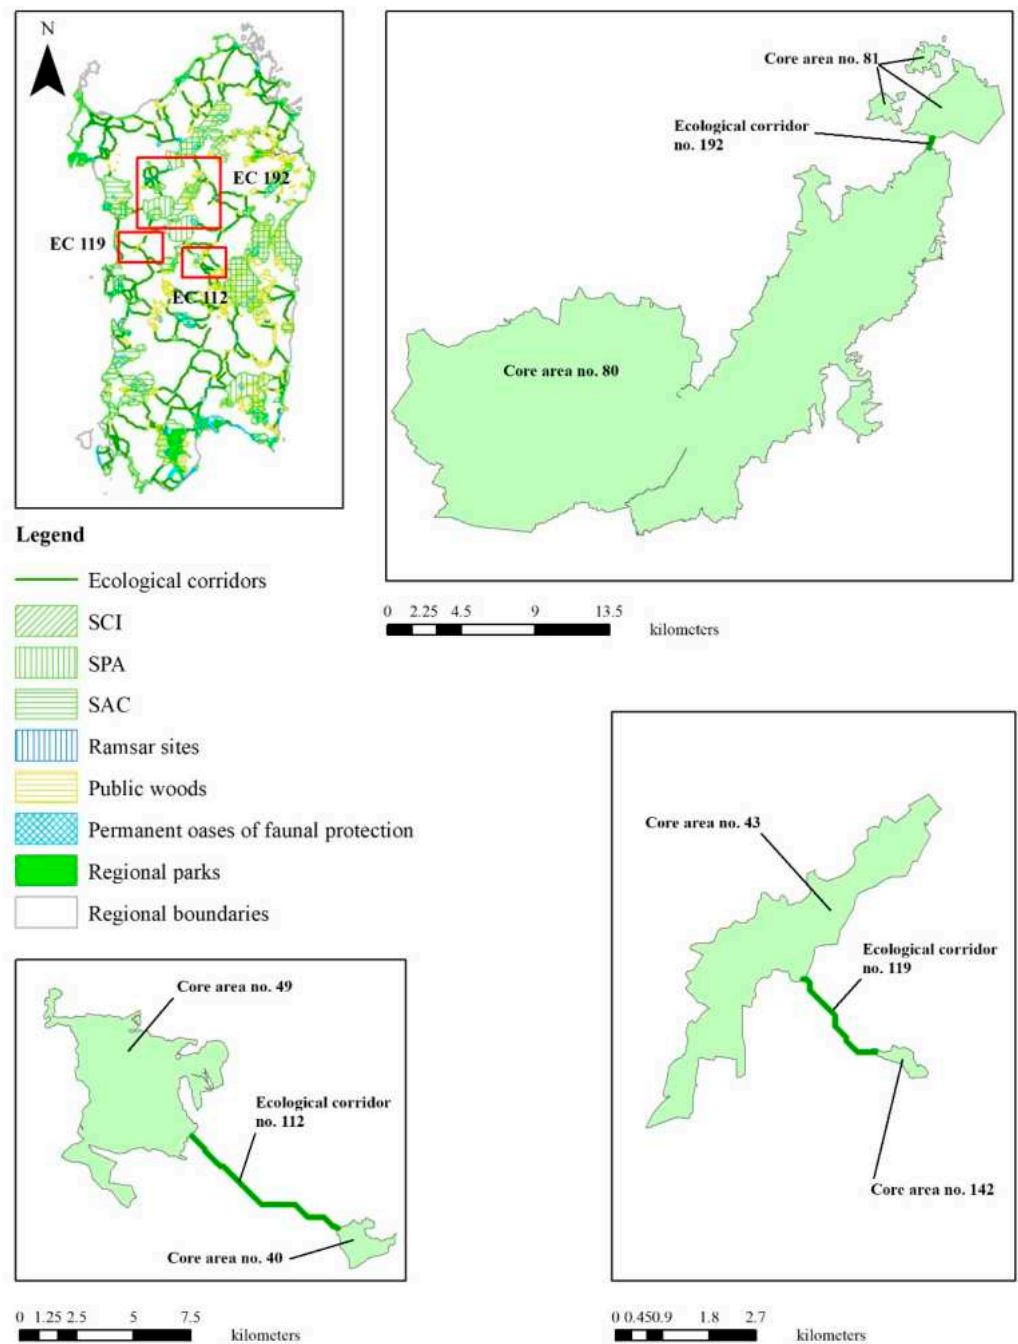 N
EC 192
EC 119
EC 112
Core area no. 81
Ecological corridor
no. 192
Core area no. 80
0 2.25 4.5 9 13.5
kilometers
Legend
Ecological corridors
SCI
SPA
SAC
Ramsar sites
Public woods
Permanent oases of faunal protection
Regional parks
Regional boundaries
Core area no. 43
Ecological corridor
no. 119
Core area no. 142
0 0.45 0.9 1.8 2.7
kilometers
Core area no. 49
Ecological corridor
no. 112
Core area no. 40
0 1.25 2.5 5 7.5
kilometers